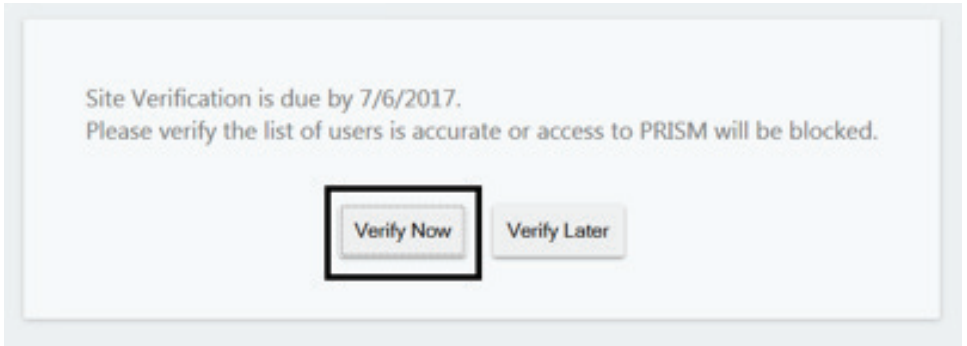 Site Verification is due by 7/6/2017.
Please verify the list of users is accurate or access to PRISM will be blocked.
Verify Now Verify Later